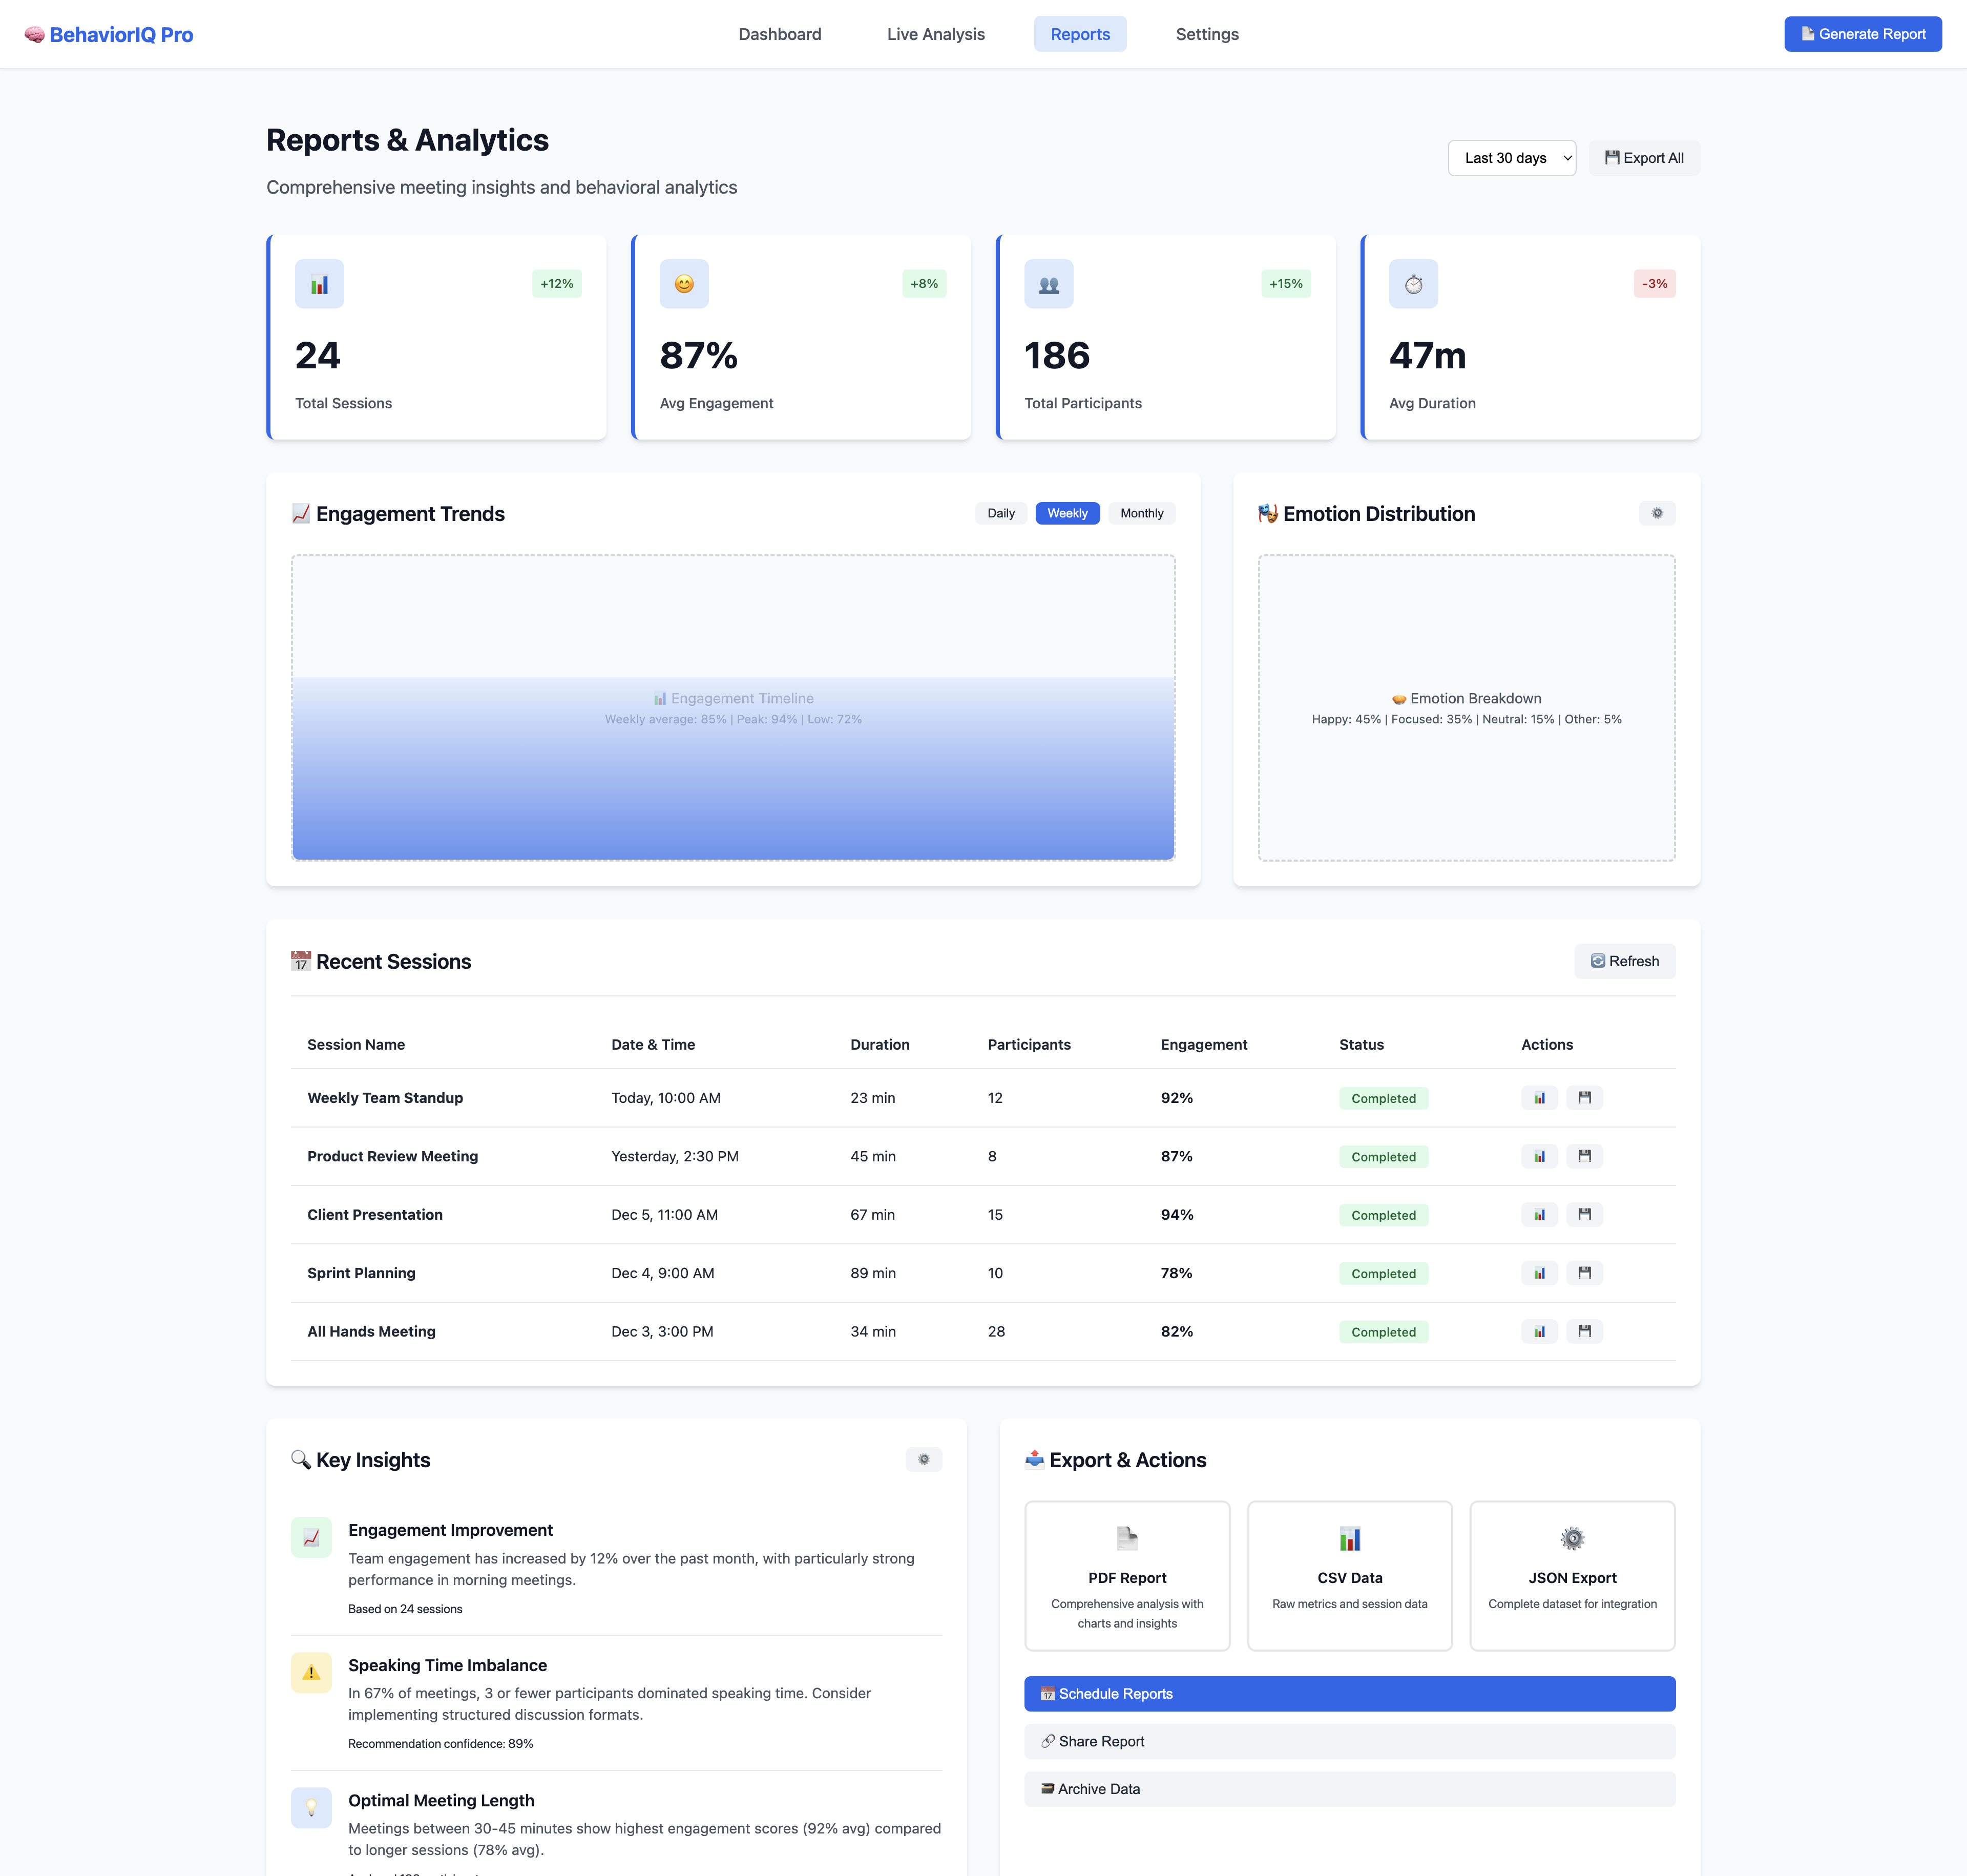 BehaviorIQ Pro
Dashboard
Live Analysis
Reports
Settings
Generate Report
Reports & Analytics
Comprehensive meeting insights and behavioral analytics
Last 30 days
Export All
+12%
24
Total Sessions
+8%
87%
Avg Engagement
+15%
186
Total Participants
-3%
47m
Avg Duration
Engagement Trends
Daily
Weekly
Monthly
Engagement Timeline
Weekly average: 85% | Peak: 94% | Low: 72%
Emotion Distribution
Emotion Breakdown
Happy: 45% | Focused: 35% | Neutral: 15% | Other: 5%
Recent Sessions
Refresh
Session Name Date & Time Duration Participants Engagement Status Actions
Weekly Team Standup Today, 10:00 AM 23 min 12 92% Completed
Product Review Meeting Yesterday, 2:30 PM 45 min 8 87% Completed
Client Presentation Dec 5, 11:00 AM 67 min 15 94% Completed
Sprint Planning Dec 4, 9:00 AM 89 min 10 78% Completed
All Hands Meeting Dec 3, 3:00 PM 34 min 28 82% Completed
Key Insights
Engagement Improvement
Team engagement has increased by 12% over the past month, with particularly strong
performance in morning meetings.
Based on 24 sessions
Speaking Time Imbalance
In 67% of meetings, 3 or fewer participants dominated speaking time. Consider
implementing structured discussion formats.
Recommendation confidence: 89%
Optimal Meeting Length
Meetings between 30-45 minutes show highest engagement scores (92% avg) compared
to longer sessions (78% avg).
Export & Actions
PDF Report
Comprehensive analysis with
charts and insights
CSV Data
Raw metrics and session data
JSON Export
Complete dataset for integration
Schedule Reports
Share Report
Archive Data